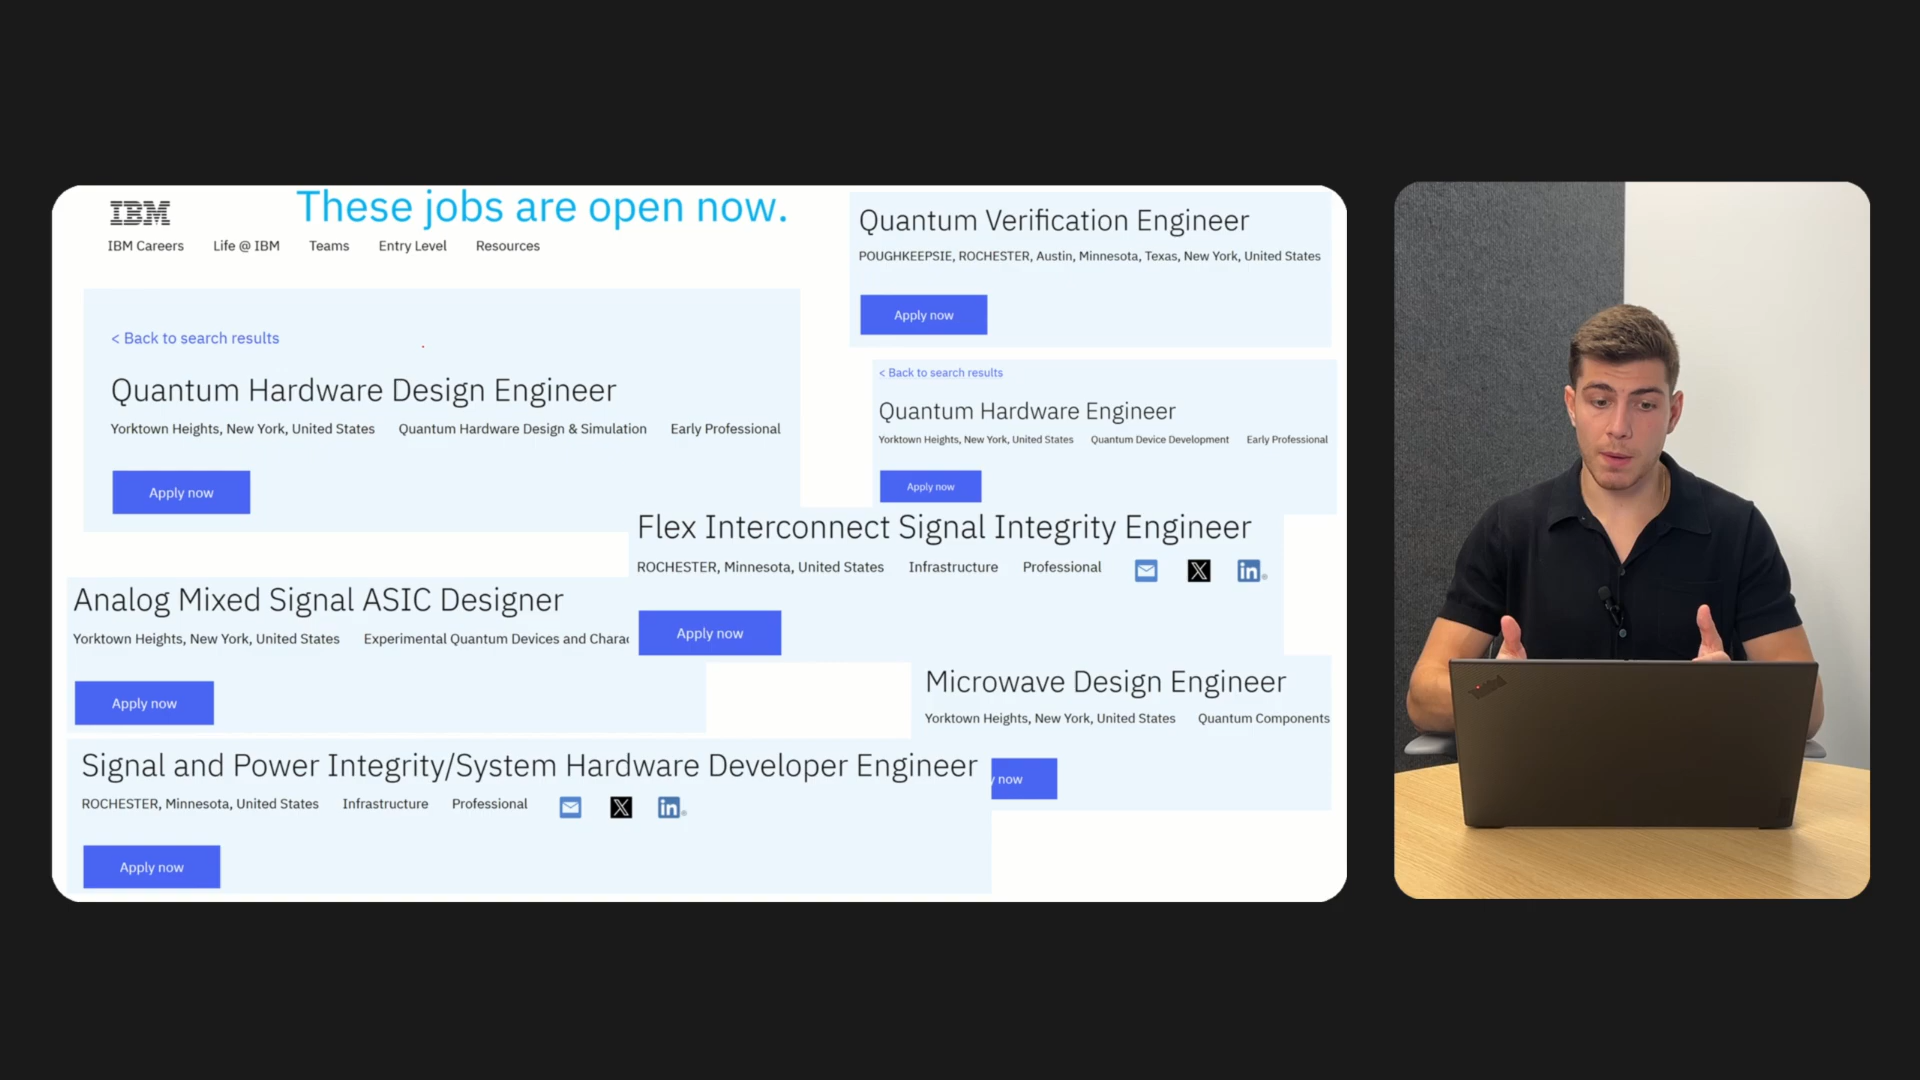 IBM
These jobs are open now.
IBM Careers Life @ IBM Teams Entry Level Resources
< Back to search results
Quantum Hardware Design Engineer
Yorktown Heights, New York, United States Quantum Hardware Design & Simulation Early Professional
Apply now
Quantum Verification Engineer
POUGHKEEPSIE, ROCHESTER, Austin, Minnesota, Texas, New York, United States
Apply now
< Back to search results
Quantum Hardware Engineer
Yorktown Heights, New York, United States Quantum Device Development Early Professional
Apply now
Flex Interconnect Signal Integrity Engineer
ROCHESTER, Minnesota, United States Infrastructure Professional
X
in
Apply now
Analog Mixed Signal ASIC Designer
Yorktown Heights, New York, United States Experimental Quantum Devices and Charac
Apply now
Microwave Design Engineer
Yorktown Heights, New York, United States Quantum Components
now
Signal and Power Integrity/System Hardware Developer Engineer
ROCHESTER, Minnesota, United States Infrastructure Professional
X
in
Apply now